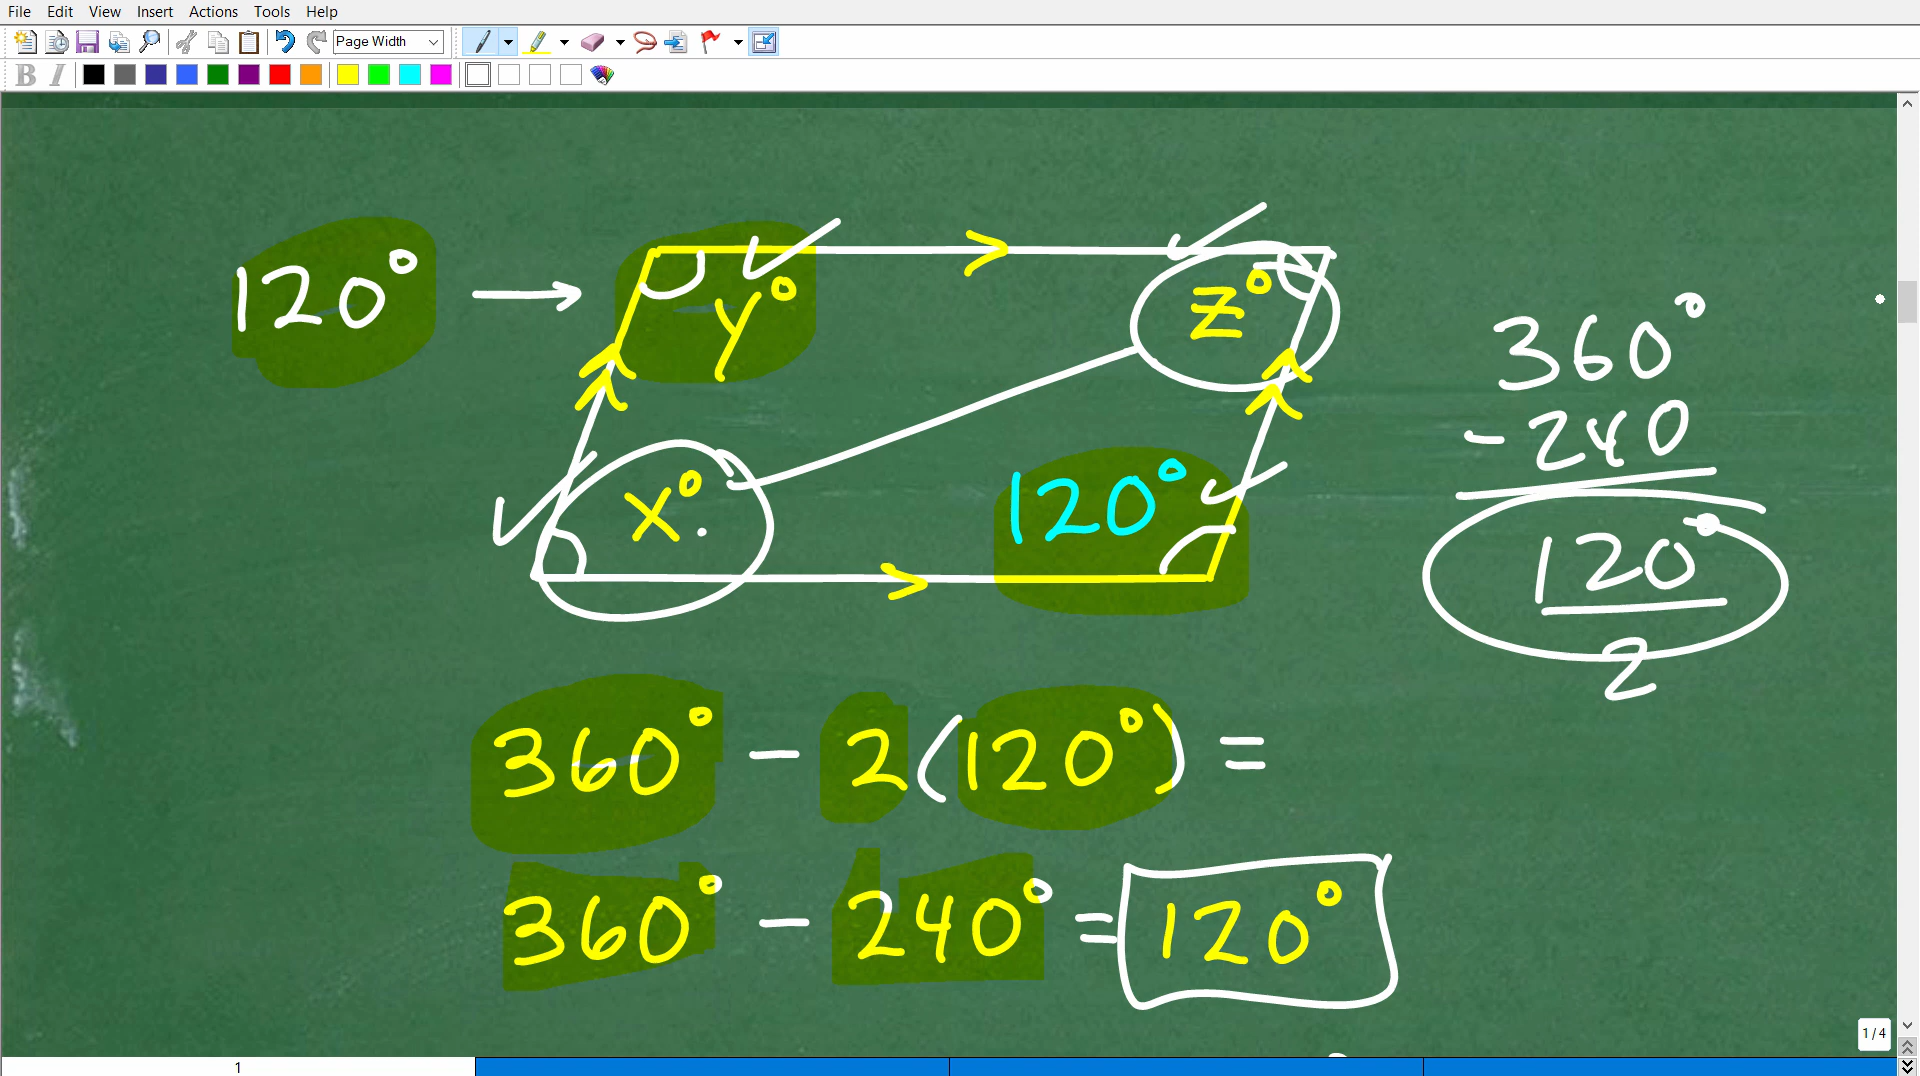 File Edit View Insert Actions Tools Help
Page Width
B I
120° → y° z°
x° 120°
360°
-240
120°
2
360° - 2(120°) =
360° - 240° = 120°
1 / 4
1